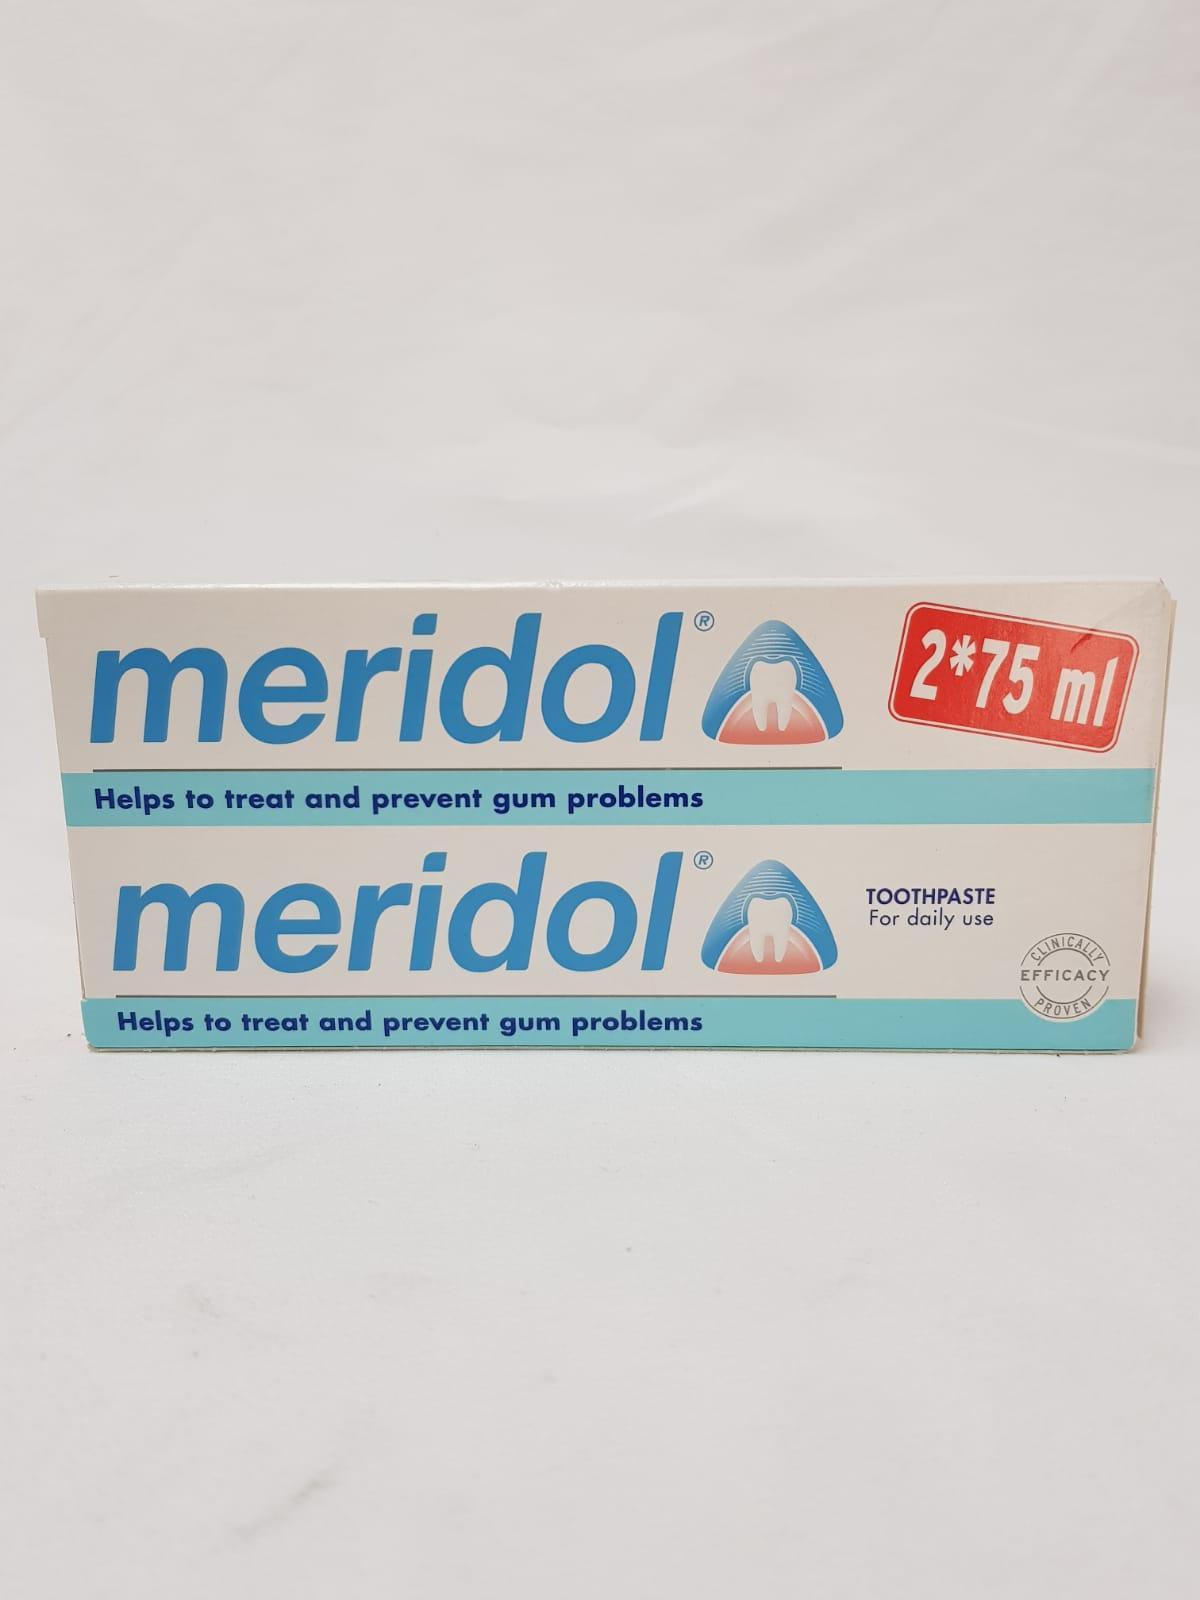 meridol®
2*75 ml
Helps to treat and prevent gum problems
meridol®
TOOTHPASTE
For daily use
CLINICALLY
EFFICACY
PROVEN
Helps to treat and prevent gum problems